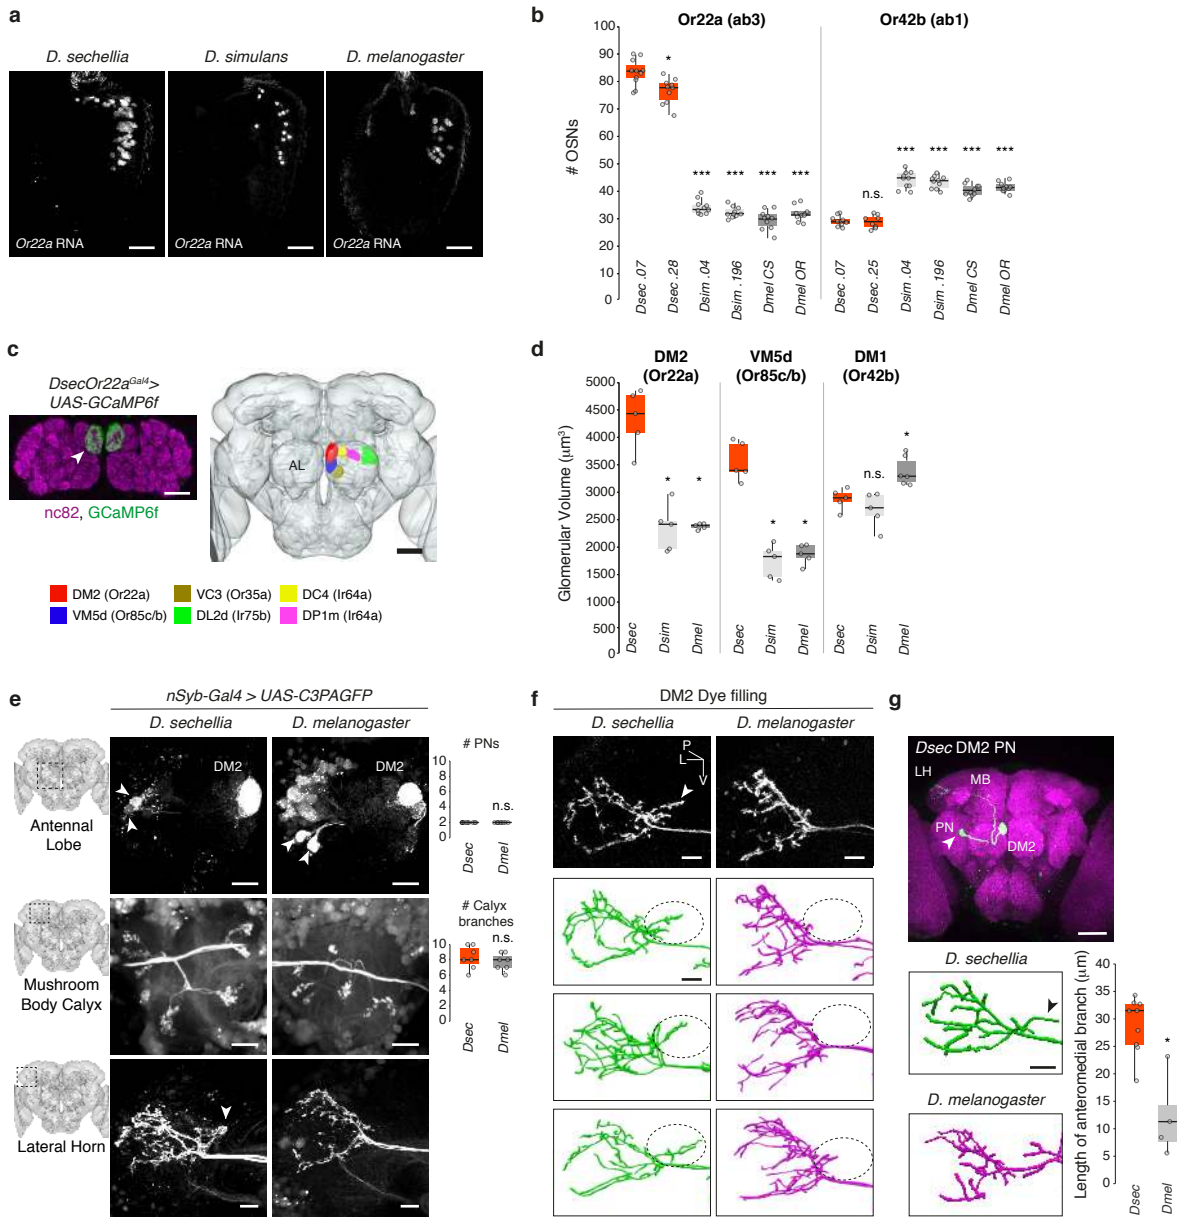 a
D. sechellia
D. simulans
D. melanogaster
Or22a RNA
Or22a RNA
Or22a RNA
b
Or22a (ab3)
Or42b (ab1)
# OSNs
100
90
80
70
60
50
40
30
20
10
0
*
***
***
***
***
n.s.
***
***
***
***
Dsec .07
Dsec .28
Dsim .04
Dsim .196
Dmel CS
Dmel OR
Dsec .07
Dsec .25
Dsim .04
Dsim .196
Dmel CS
Dmel OR
c
DsecOr22aGal4>
UAS-GCaMP6f
nc82, GCaMP6f
AL
DM2 (Or22a)
VC3 (Or35a)
DC4 (Ir64a)
VM5d (Or85c/b)
DL2d (Ir75b)
DP1m (Ir64a)
d
DM2
(Or22a)
VM5d
(Or85c/b)
DM1
(Or42b)
Glomerular Volume (μm³)
5000
4500
4000
3500
3000
2500
2000
1500
1000
500
0
*
*
*
*
n.s.
*
Dsec
Dsim
Dmel
Dsec
Dsim
Dmel
Dsec
Dsim
Dmel
e
nSyb-Gal4 > UAS-C3PAGFP
D. sechellia
D. melanogaster
Antennal
Lobe
DM2
DM2
# PNs
10
8
6
4
2
0
n.s.
Dsec
Dmel
Mushroom
Body Calyx
# Calyx
branches
10
8
6
4
2
0
n.s.
Dsec
Dmel
Lateral Horn
f
DM2 Dye filling
D. sechellia
D. melanogaster
P
L
V
g
Dsec DM2 PN
LH
MB
PN
DM2
D. sechellia
D. melanogaster
Length of anteromedial branch (μm)
40
35
30
25
20
15
10
5
0
*
Dsec
Dmel